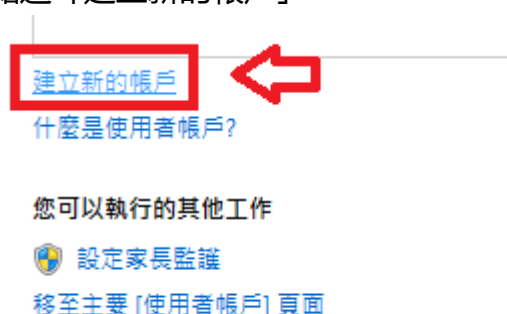 建立新的帳戶
什麼是使用者帳戶?
您可以執行的其他工作
設定家長監護
移至主要 [使用者帳戶] 頁面